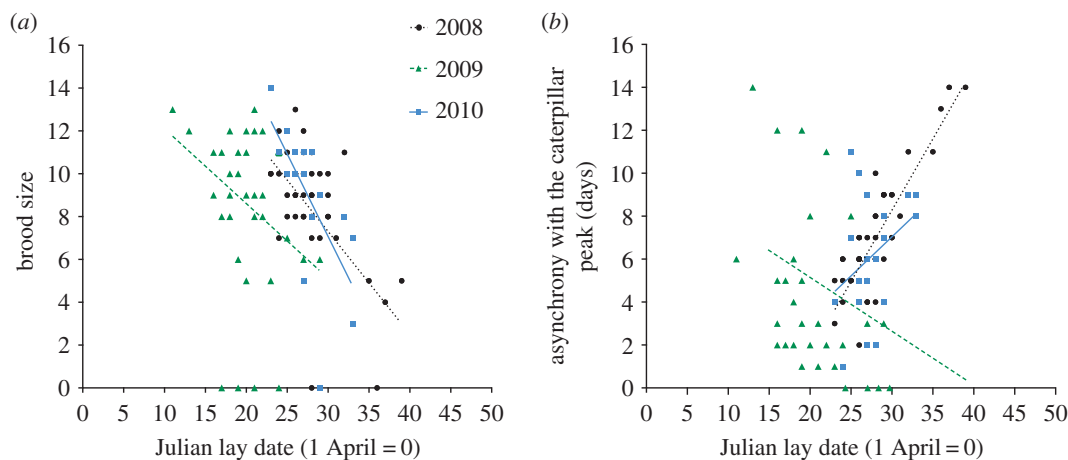 (a)
2008
2009
2010
16
14
12
10
8
6
4
2
0
brood size
0 5 10 15 20 25 30 35 40 45 50
Julian lay date (1 April = 0)
(b)
16
14
12
10
8
6
4
2
0
asynchrony with the caterpillar
peak (days)
0 5 10 15 20 25 30 35 40 45 50
Julian lay date (1 April = 0)